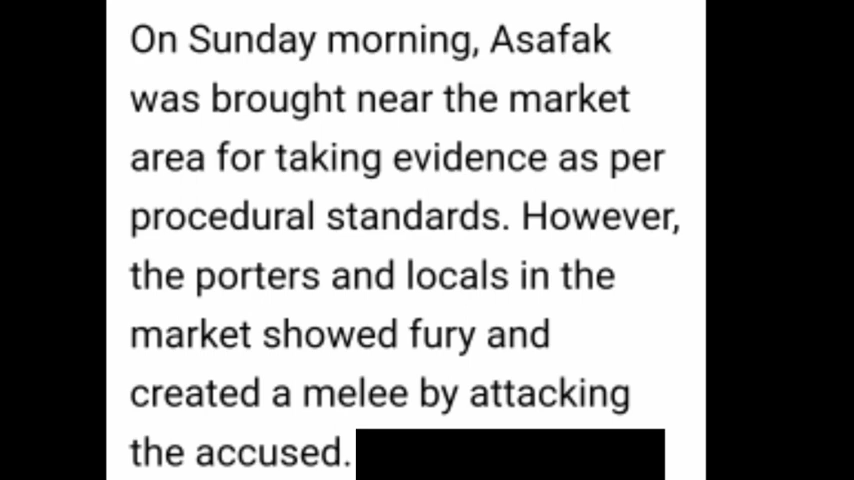 On Sunday morning, Asafak
was brought near the market
area for taking evidence as per
procedural standards. However,
the porters and locals in the
market showed fury and
created a melee by attacking
the accused.